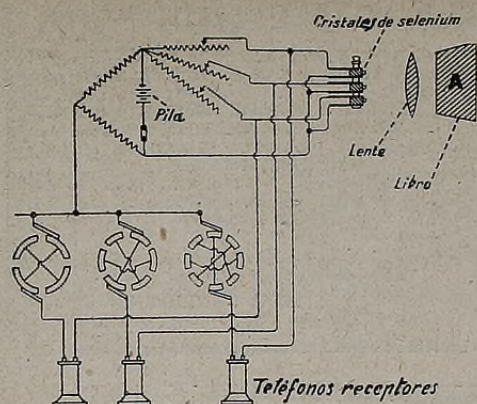 Cristales de selenium
Pila
A
Lente
Libro
Teléfonos receptores